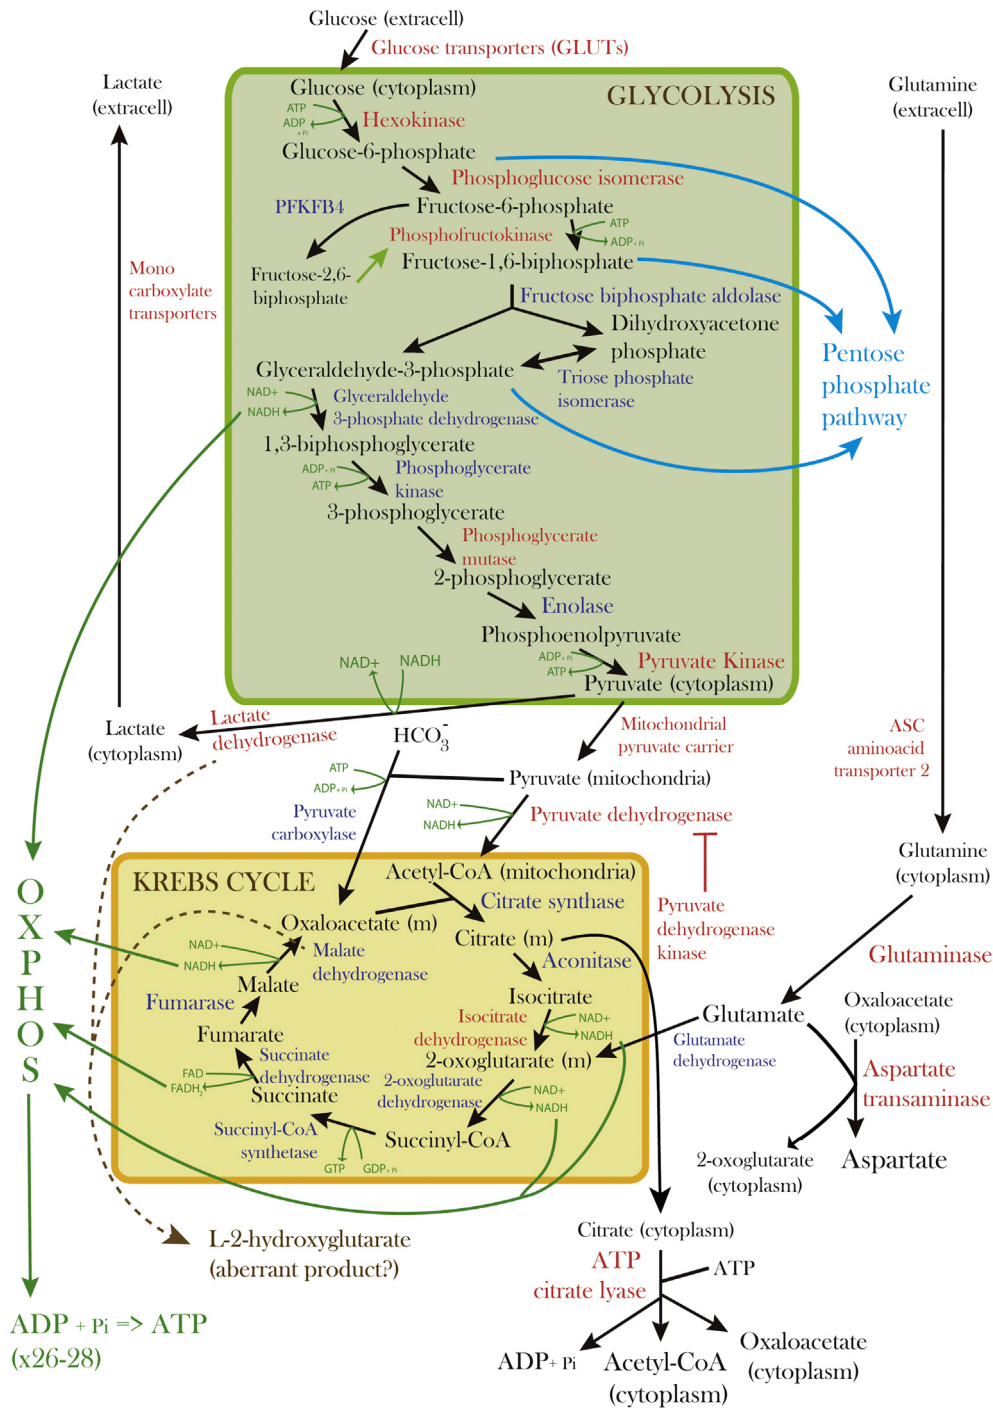 Glucose (extracell)
Glucose transporters (GLUTs)
Lactate
(extracell)
Glutamine
(extracell)
GLYCOLYSIS
Glucose (cytoplasm)
ATP
ADP
+ Pi
Hexokinase
Glucose-6-phosphate
Phosphoglucose isomerase
PFKFB4
Fructose-6-phosphate
ATP
ADP+ Pi
Phosphofructokinase
Fructose-1,6-biphosphate
Fructose-2,6-
biphosphate
Mono
carboxylate
transporters
Fructose biphosphate aldolase
Dihydroxyacetone
phosphate
Glyceraldehyde-3-phosphate
Triose phosphate
isomerase
Pentose
phosphate
pathway
NAD+
NADH
Glyceraldehyde
3-phosphate dehydrogenase
1,3-biphosphoglycerate
ADP+ Pi
ATP
Phosphoglycerate
kinase
3-phosphoglycerate
Phosphoglycerate
mutase
2-phosphoglycerate
Enolase
Phosphoenolpyruvate
ADP+ Pi
ATP
Pyruvate Kinase
Pyruvate (cytoplasm)
NAD+
NADH
Lactate
dehydrogenase
Lactate
(cytoplasm)
HCO3-
Mitochondrial
pyruvate carrier
ASC
aminoacid
transporter 2
ATP
ADP+ Pi
Pyruvate (mitochondria)
Pyruvate
carboxylase
NAD+
NADH
Pyruvate dehydrogenase
Glutamine
(cytoplasm)
KREBS CYCLE
Acetyl-CoA (mitochondria)
Citrate synthase
Oxaloacetate (m)
Citrate (m)
Pyruvate
dehydrogenase
kinase
O
X
P
H
O
S
NAD+
NADH
Malate
dehydrogenase
Aconitase
Glutaminase
Malate
Isocitrate
Fumarase
Isocitrate
dehydrogenase
NAD+
NADH
Glutamate
Oxaloacetate
(cytoplasm)
Fumarate
2-oxoglutarate (m)
Glutamate
dehydrogenase
Succinate
dehydrogenase
FAD
FADH2
Succinate
2-oxoglutarate
dehydrogenase
NAD+
NADH
Aspartate
transaminase
Succinyl-CoA
synthetase
Succinyl-CoA
GTP
GDP+ Pi
2-oxoglutarate
(cytoplasm)
Aspartate
L-2-hydroxyglutarate
(aberrant product?)
Citrate (cytoplasm)
ATP
citrate lyase
ATP
ADP + Pi => ATP
(x26-28)
ADP+ Pi
Acetyl-CoA
(cytoplasm)
Oxaloacetate
(cytoplasm)